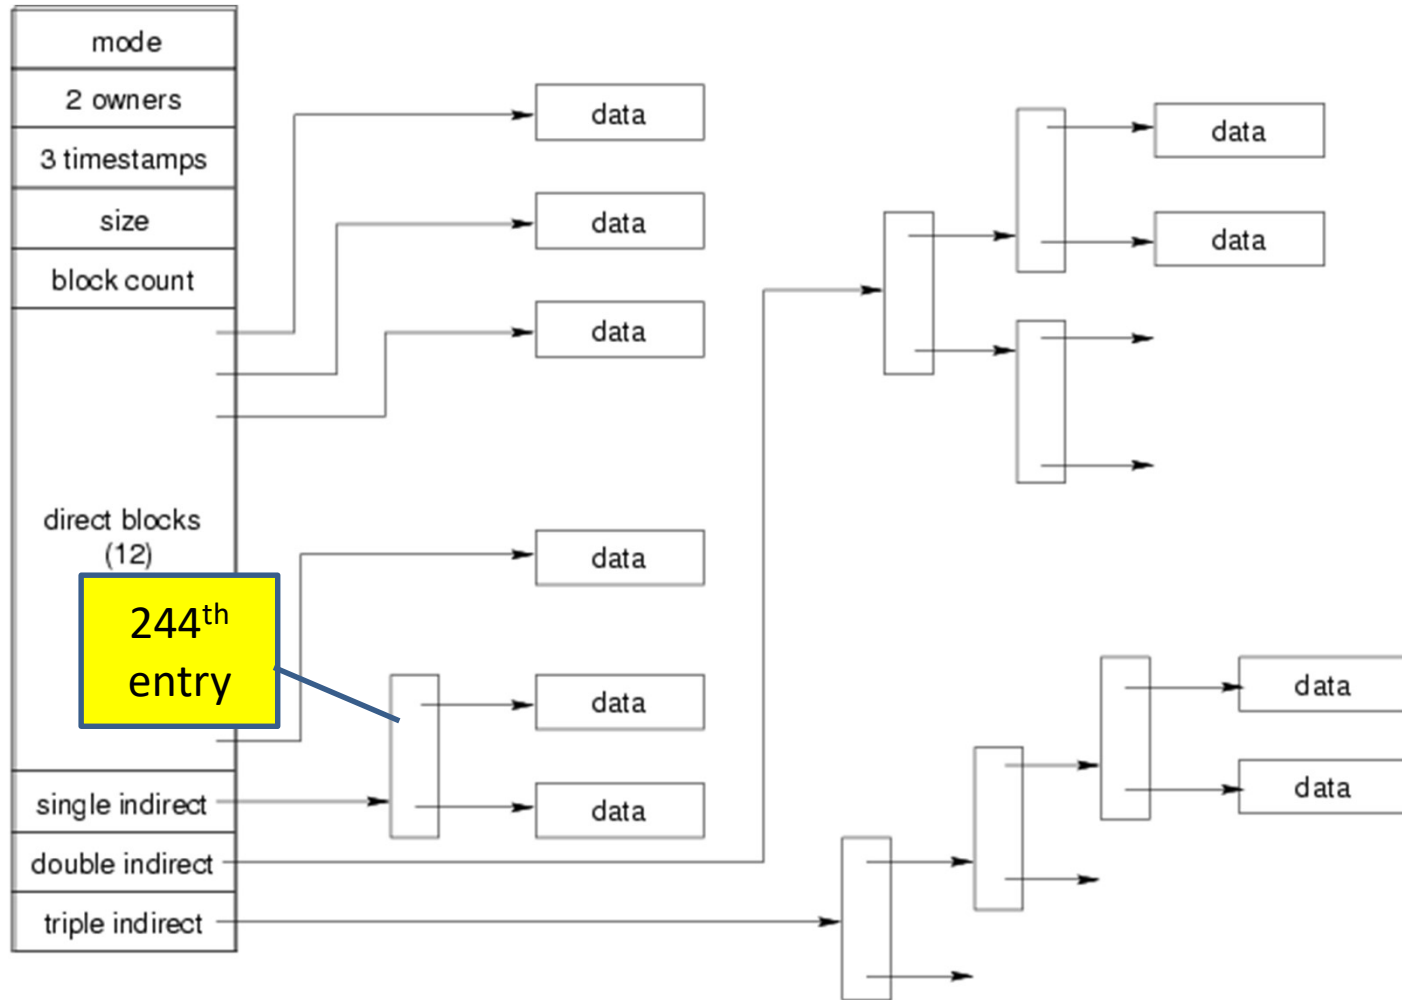 mode
2 owners
3 timestamps
size
block count
direct blocks
(12)
244th
entry
single indirect
double indirect
triple indirect
data
data
data
data
data
data
data
data
data
data